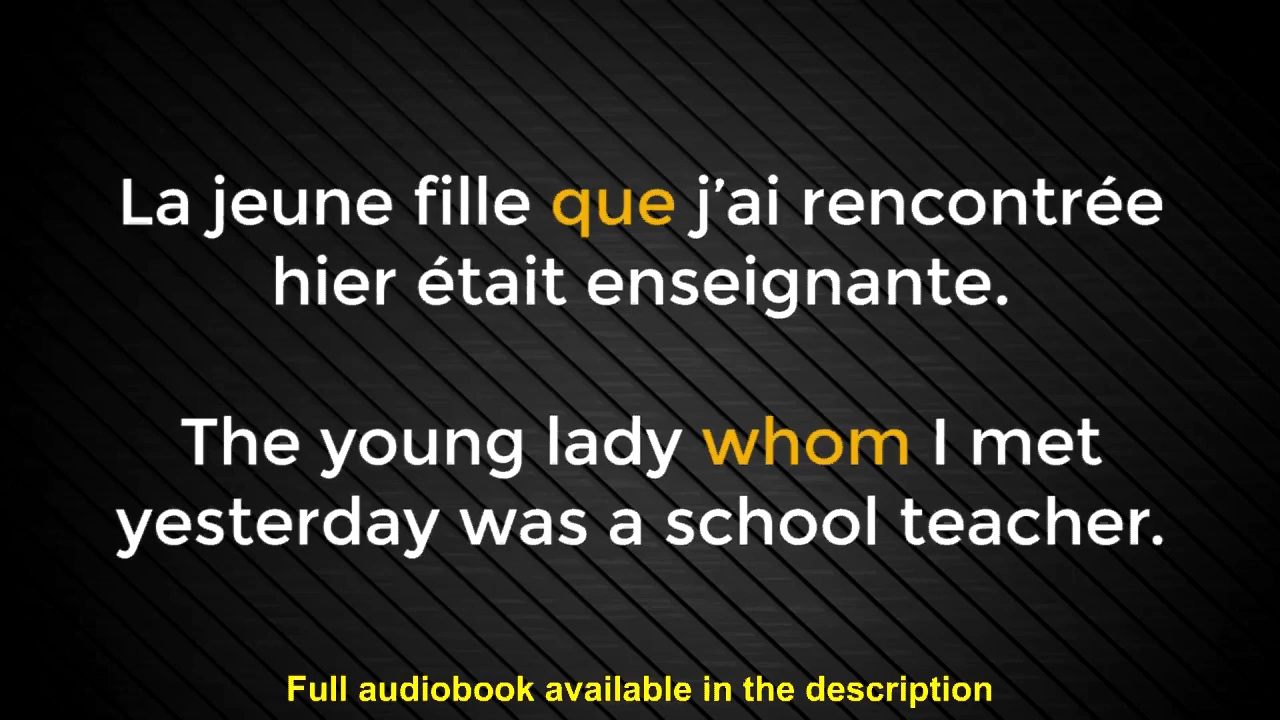 La jeune fille que j’ai rencontrée
hier était enseignante.
The young lady whom I met
yesterday was a school teacher.
Full audiobook available in the description